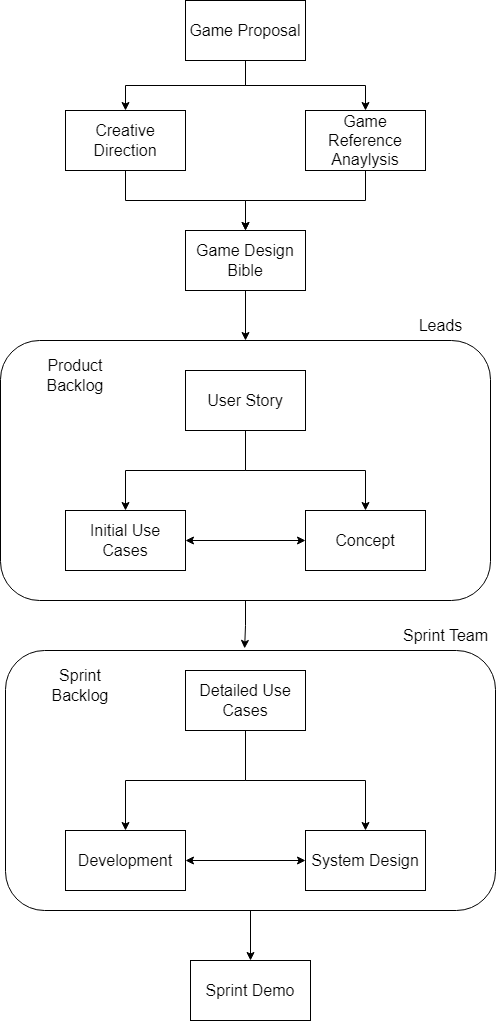 Game Proposal
Creative
Direction
Game
Reference
Anaylysis
Game Design
Bible
Leads
Product
Backlog
User Story
Initial Use
Cases
Concept
Sprint Team
Sprint
Backlog
Detailed Use
Cases
Development
System Design
Sprint Demo